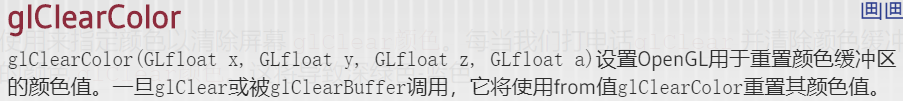 glClearColor
画画
glClearColor(GLfloat x, GLfloat y, GLfloat z, GLfloat a)设置OpenGL用于重置颜色缓冲区
的颜色值。一旦glClear或被glClearBuffer调用，它将使用from值glClearColor重置其颜色值。